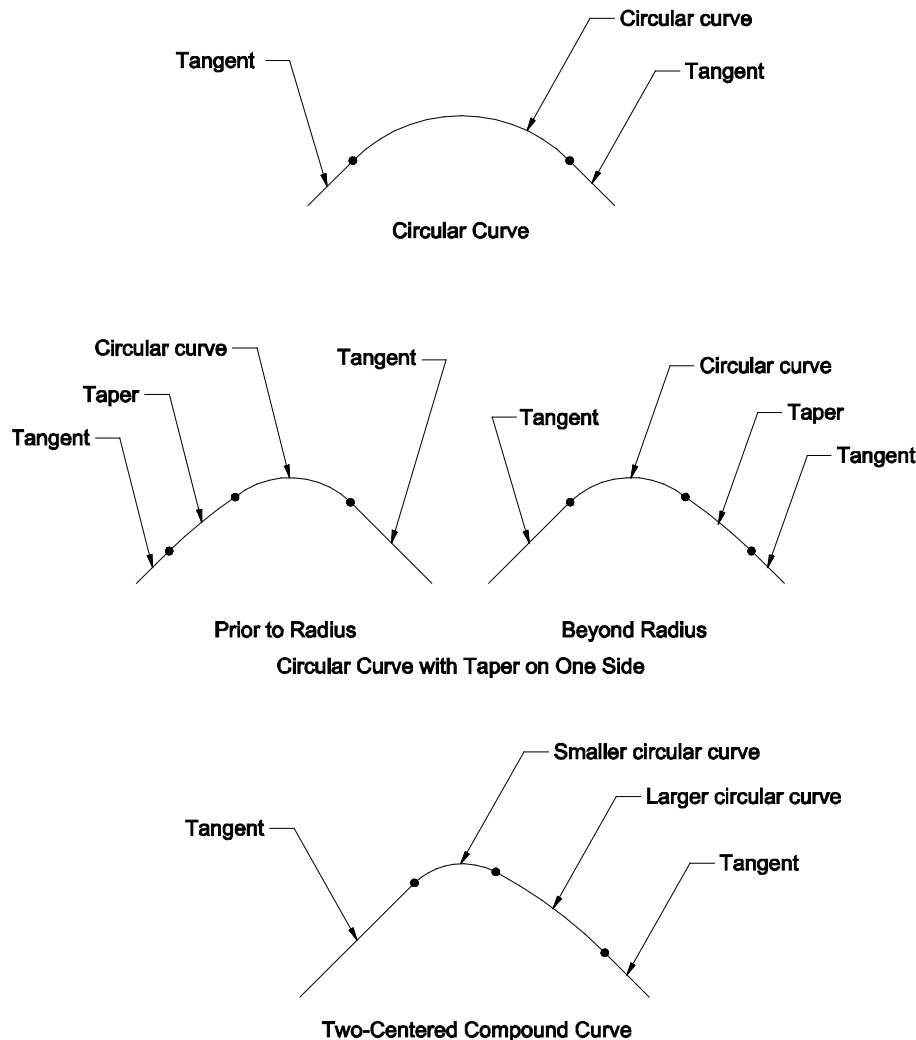 Circular curve
Tangent
Tangent
Circular Curve
Circular curve
Tangent
Taper
Tangent
Circular curve
Tangent
Taper
Tangent
Prior to Radius
Beyond Radius
Circular Curve with Taper on One Side
Smaller circular curve
Larger circular curve
Tangent
Tangent
Two-Centered Compound Curve